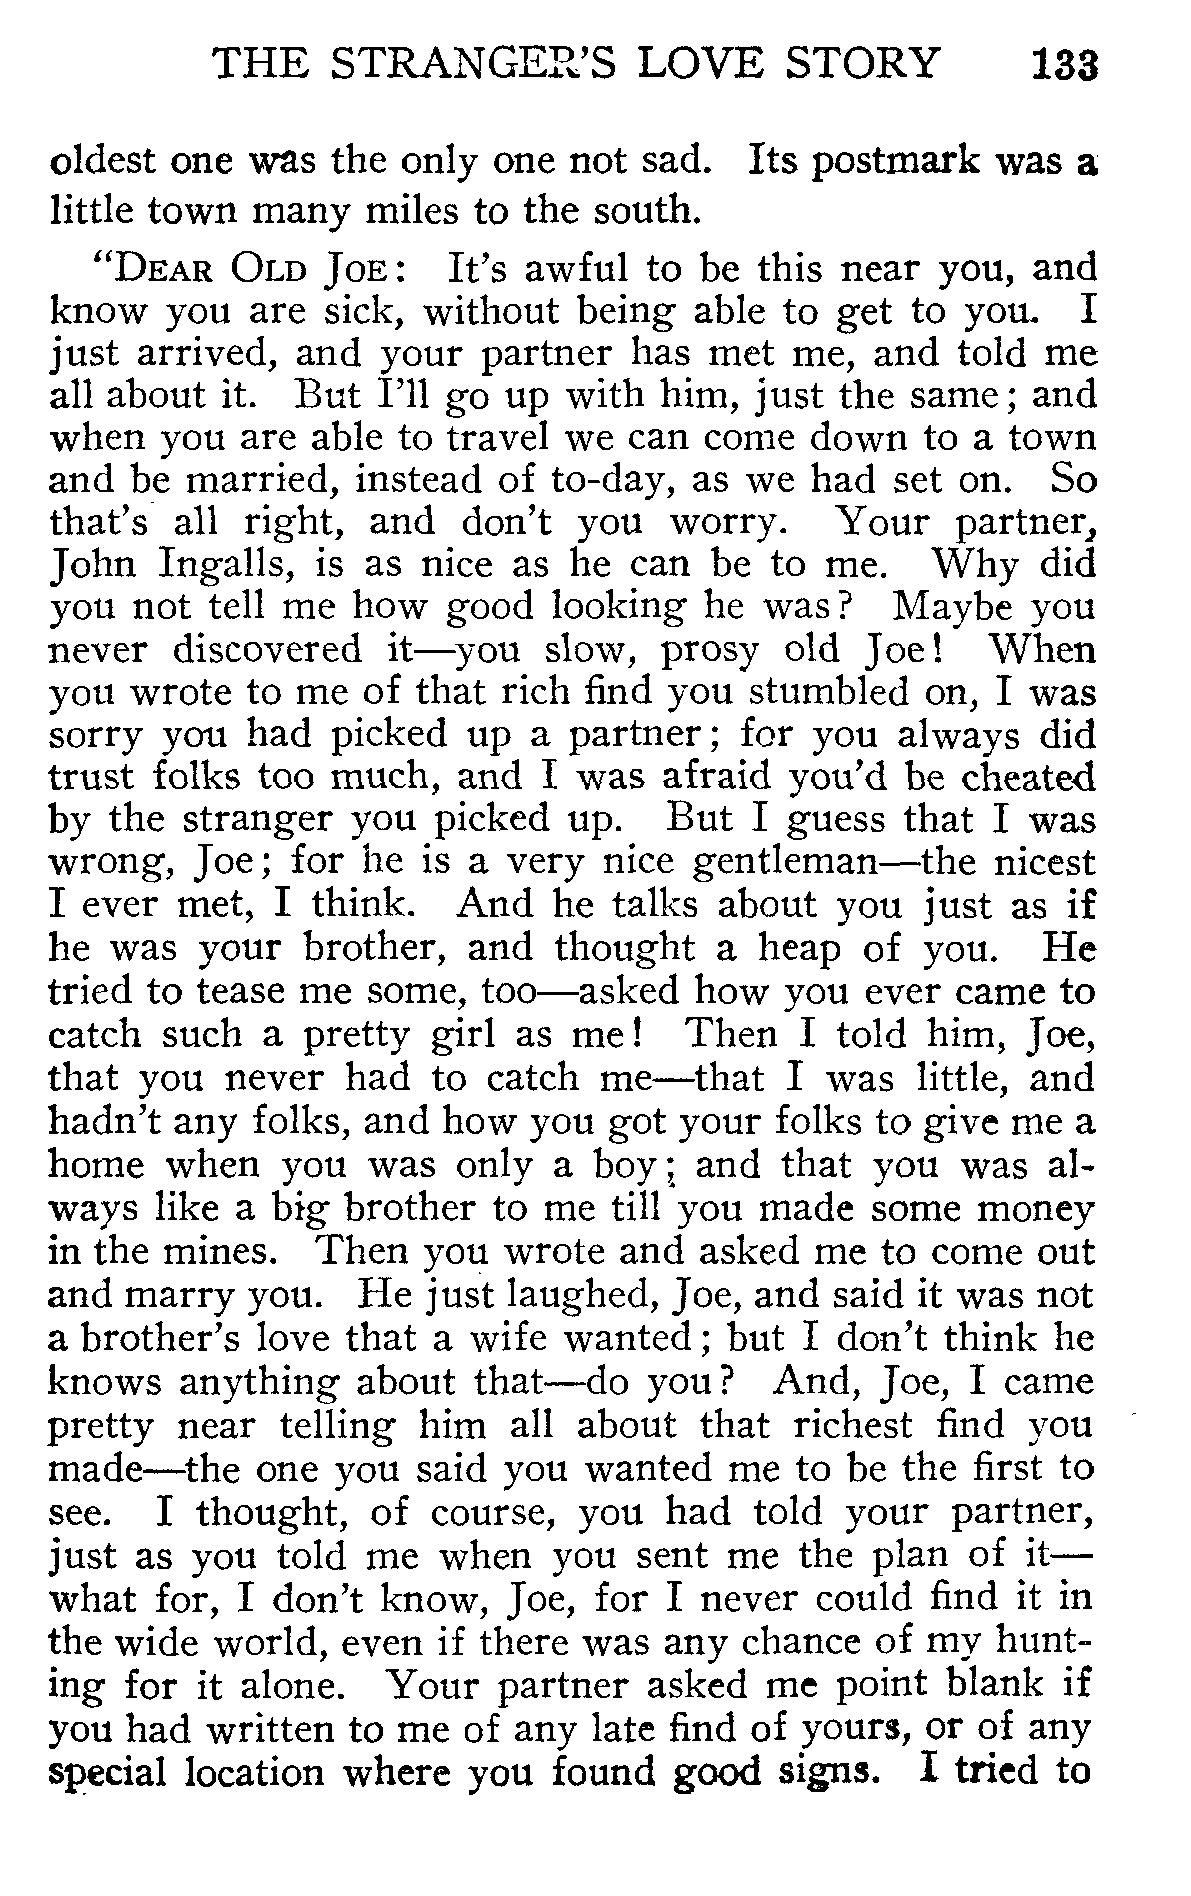 THE STRANGER'S LOVE STORY 133
oldest one was the only one not sad. Its postmark was a
little town many miles to the south.
"DEAR OLD JOE: It's awful to be this near you, and
know you are sick, without being able to get to you. I
just arrived, and your partner has met me, and told me
all about it. But I'll go up with him, just the same; and
when you are able to travel we can come down to a town
and be married, instead of to-day, as we had set on. So
that's all right, and don't you worry. Your partner,
John Ingalls, is as nice as he can be to me. Why did
you not tell me how good looking he was? Maybe you
never discovered it—you slow, prosy old Joe! When
you wrote to me of that rich find you stumbled on, I was
sorry you had picked up a partner; for you always did
trust folks too much, and I was afraid you'd be cheated
by the stranger you picked up. But I guess that I was
wrong, Joe; for he is a very nice gentleman—the nicest
I ever met, I think. And he talks about you just as if
he was your brother, and thought a heap of you. He
tried to tease me some, too—asked how you ever came to
catch such a pretty girl as me! Then I told him, Joe,
that you never had to catch me—that I was little, and
hadn't any folks, and how you got your folks to give me a
home when you was only a boy; and that you was al-
ways like a big brother to me till you made some money
in the mines. Then you wrote and asked me to come out
and marry you. He just laughed, Joe, and said it was not
a brother's love that a wife wanted; but I don't think he
knows anything about that—do you? And, Joe, I came
pretty near telling him all about that richest find you
made—the one you said you wanted me to be the first to
see. I thought, of course, you had told your partner,
just as you told me when you sent me the plan of it—
what for, I don't know, Joe, for I never could find it in
the wide world, even if there was any chance of my hunt-
ing for it alone. Your partner asked me point blank if
you had written to me of any late find of yours, or of any
special location where you found good signs. I tried to